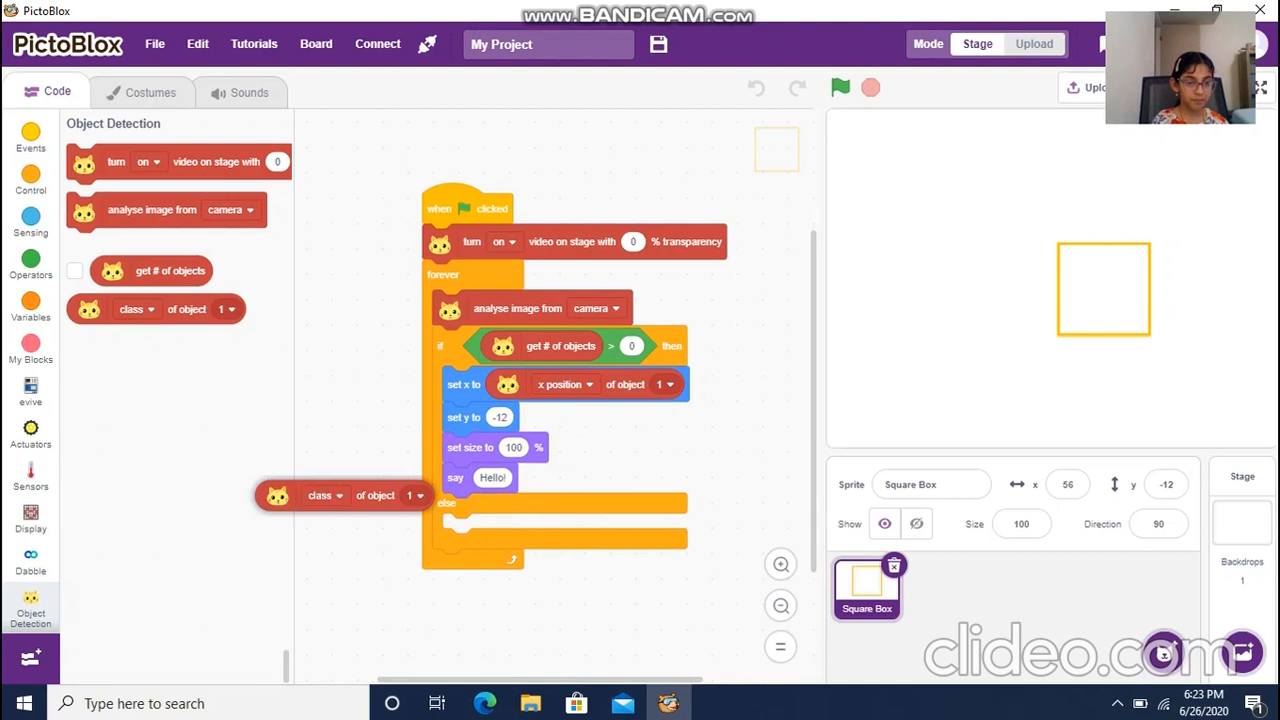 PictoBlox
www.BANDICAM.com
PictoBlox File Edit Tutorials Board Connect My Project Mode Stage Upload
Code Costumes Sounds
Uplo
Events
Control
Sensing
Operators
Variables
My Blocks
evive
Actuators
Sensors
Display
Dabble
Object
Detection
Object Detection
turn on video on stage with 0
analyse image from camera
get # of objects
class of object 1
when clicked
turn on video on stage with 0 % transparency
forever
analyse image from camera
if get # of objects > 0 then
set x to x position of object 1
set y to -12
set size to 100 %
say Hello!
class of object 1
else
Sprite Square Box x 56 y -12
Show Size 100 Direction 90
Square Box
Stage
Backdrops
1
clideo.com
Type here to search
6:23 PM
6/26/2020
1